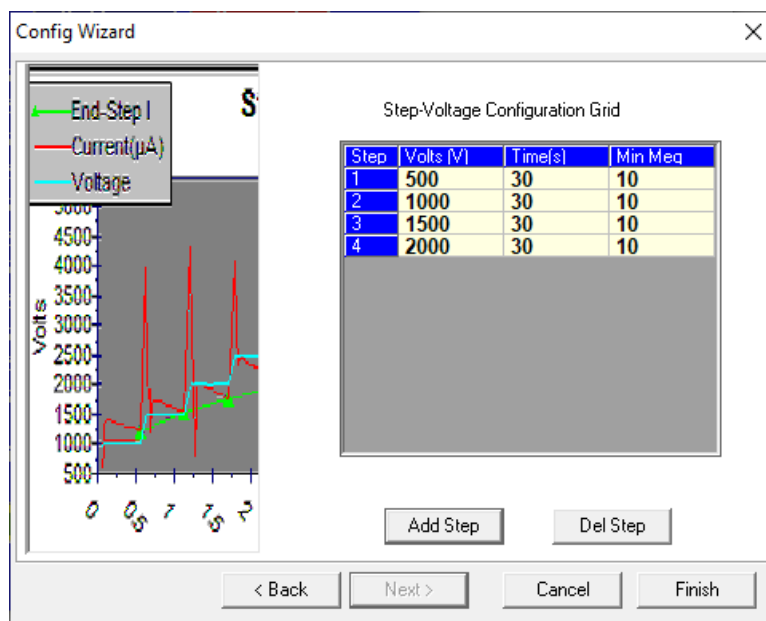 Config Wizard
End-Step I
Current(µA)
Voltage
Volts
4500
4000
3500
3000
2500
2000
1500
1000
500
0 0,5 1 1,5 2
Step-Voltage Configuration Grid
Step Volts (V) Time(s) Min Meg
1 500 30 10
2 1000 30 10
3 1500 30 10
4 2000 30 10
Add Step Del Step
< Back Next > Cancel Finish